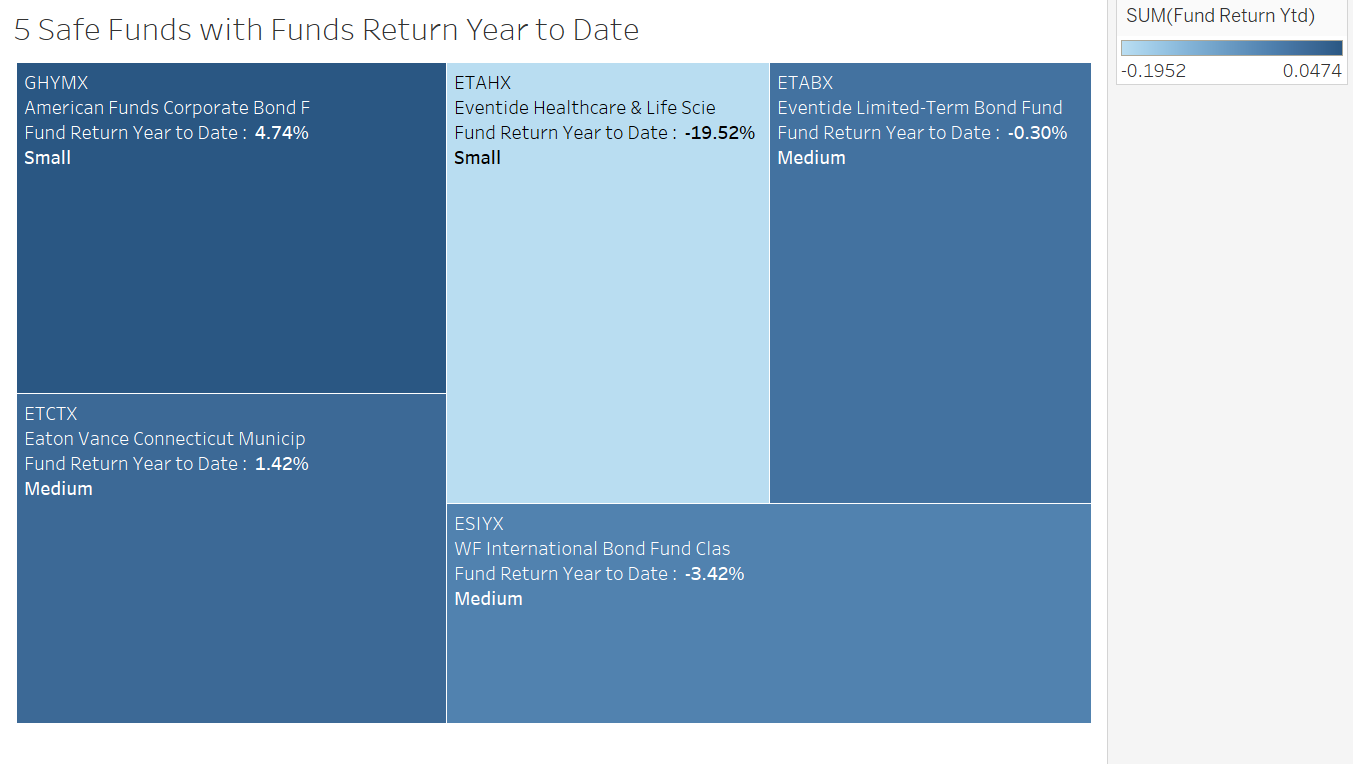 5 Safe Funds with Funds Return Year to Date
GHYMX
American Funds Corporate Bond F
Fund Return Year to Date : 4.74%
Small
ETCTX
Eaton Vance Connecticut Municip
Fund Return Year to Date : 1.42%
Medium
ETAHX
Eventide Healthcare & Life Scie
Fund Return Year to Date : -19.52%
Small
ETABX
Eventide Limited-Term Bond Fund
Fund Return Year to Date : -0.30%
Medium
ESIYX
WF International Bond Fund Clas
Fund Return Year to Date : -3.42%
Medium
SUM(Fund Return Ytd)
-0.1952 0.0474